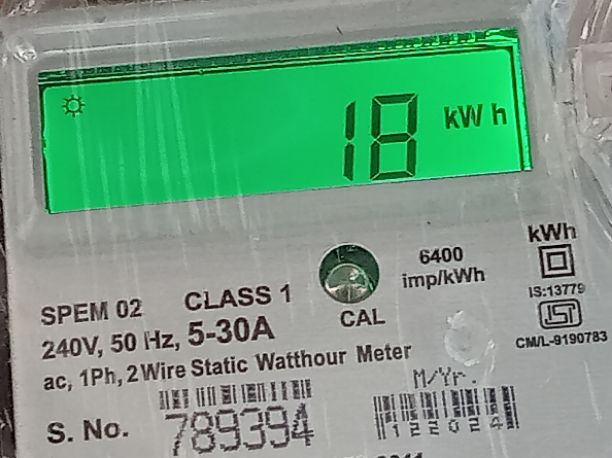 18 kWh
6400
imp/kWh
kWh
IS:13779
CM/L-9190783
SPEM 02 CLASS 1
CAL
240V, 50 Hz, 5-30A
ac, 1Ph, 2 Wire Static Watthour Meter
M/Yr.
S. No. 789394
122024